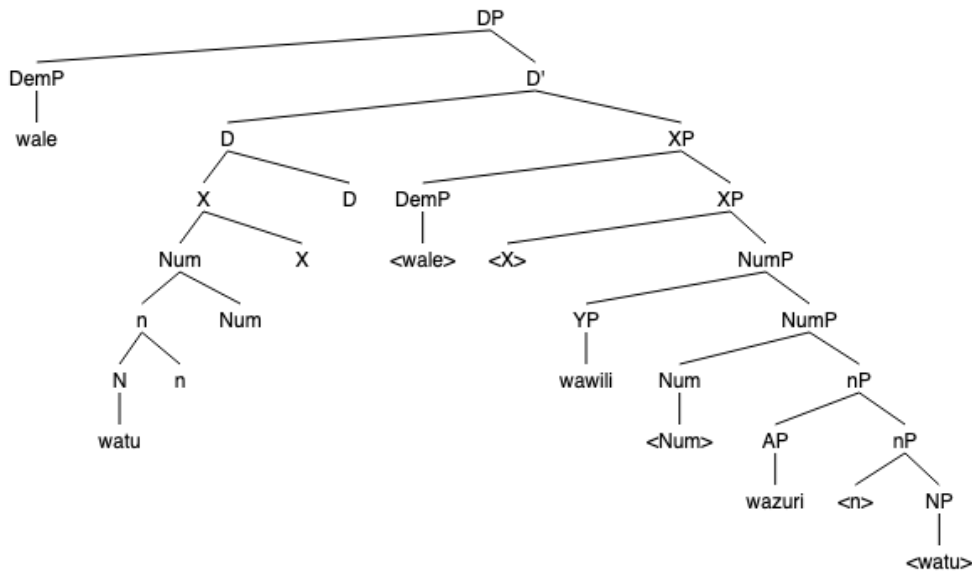 DP
DemP D'
wale D XP
X D DemP XP
Num X <wale> <X> NumP
n Num YP NumP
N n wawili Num nP
watu <Num> AP nP
wazuri <n> NP
<watu>